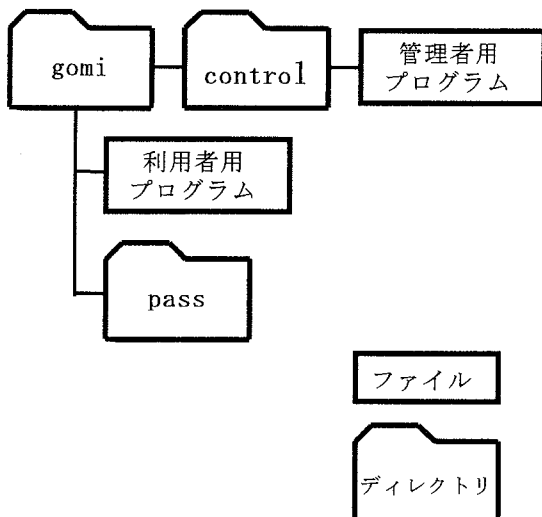 gomi
control
管理者用
プログラム
利用者用
プログラム
pass
ファイル
ディレクトリ